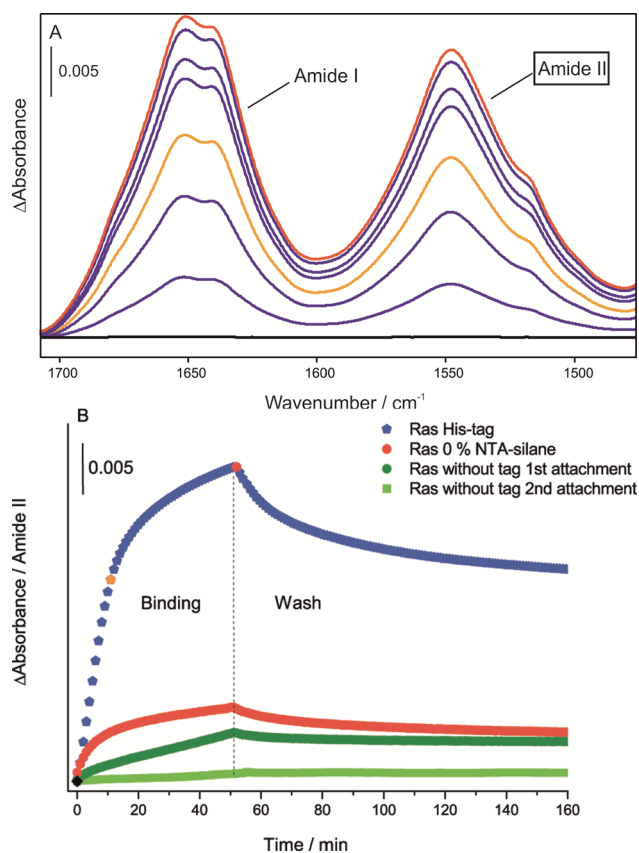 A
0.005
Amide I
Amide II
ΔAbsorbance
1700
1650
1600
1550
1500
Wavenumber / cm⁻¹
B
0.005
Ras His-tag
Ras 0 % NTA-silane
Ras without tag 1st attachment
Ras without tag 2nd attachment
ΔAbsorbance / Amide II
Binding
Wash
0
20
40
60
80
100
120
140
160
Time / min